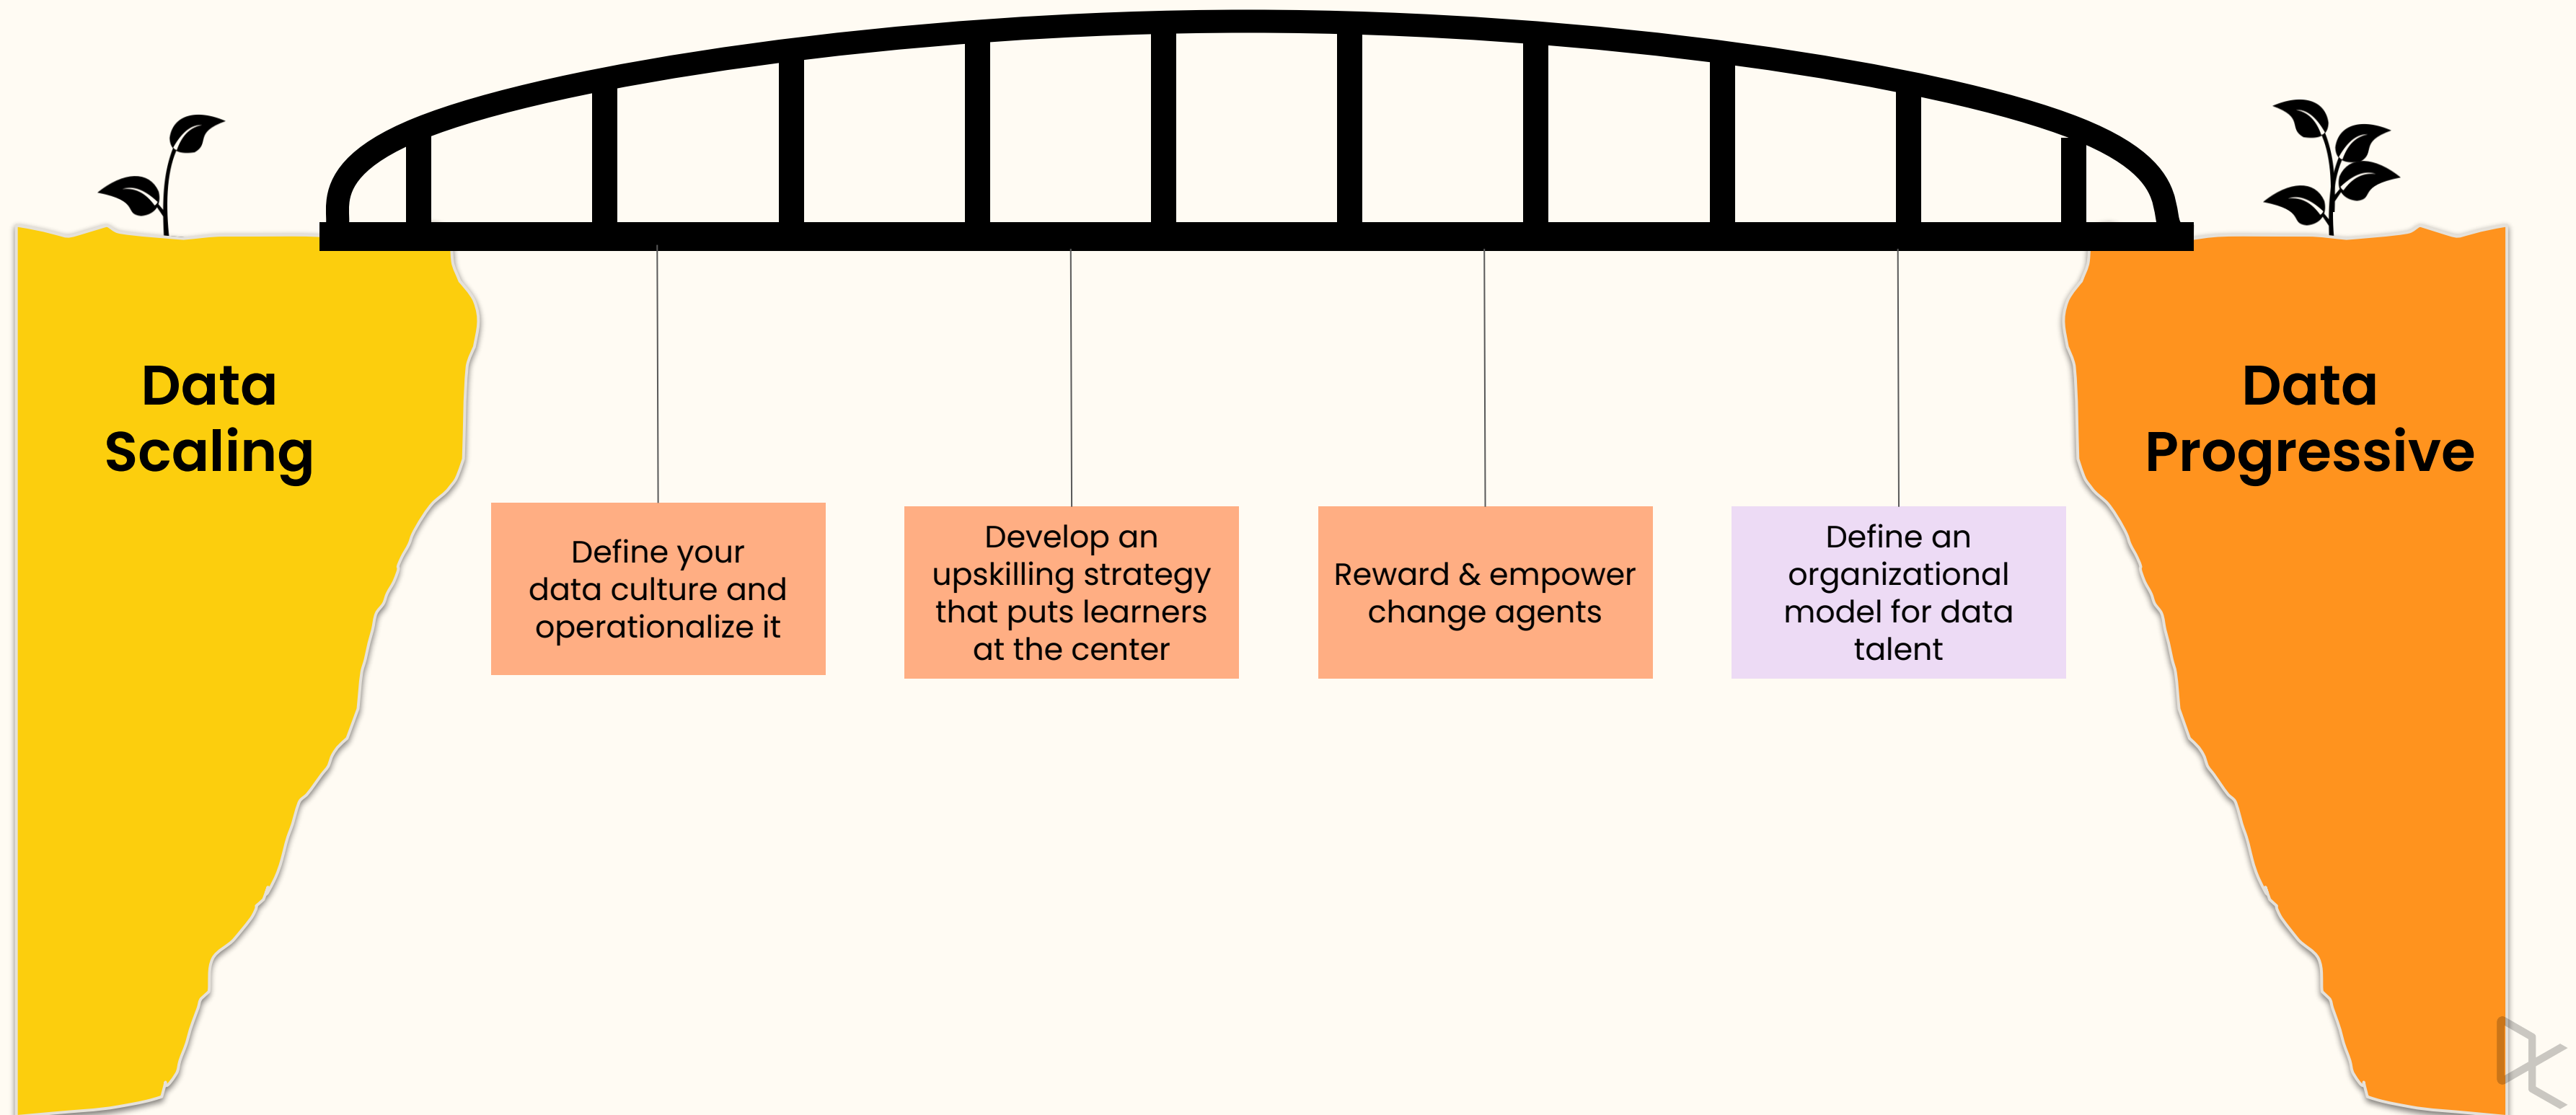 Data
Scaling
Data
Progressive
Define your
data culture and
operationalize it
Develop an
upskilling strategy
that puts learners
at the center
Reward & empower
change agents
Define an
organizational
model for data
talent